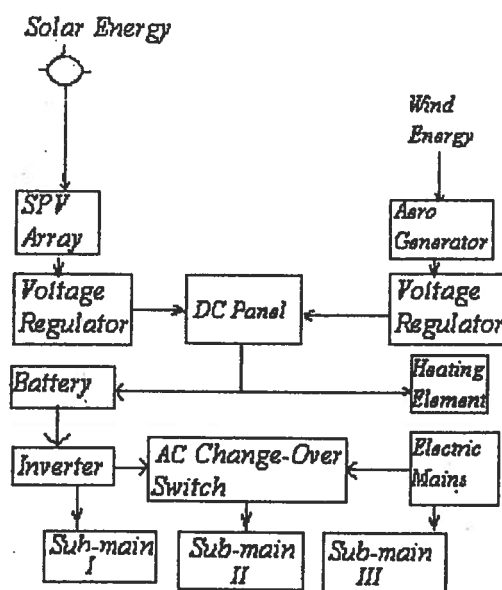 Solar Energy
Wind
Energy
SPV
Array
Aero
Generator
Voltage
Regulator
DC Panel
Voltage
Regulator
Battery
Heating
Element
Inverter
AC Change-Over
Switch
Electric
Mains
Sub-main
I
Sub-main
II
Sub-main
III